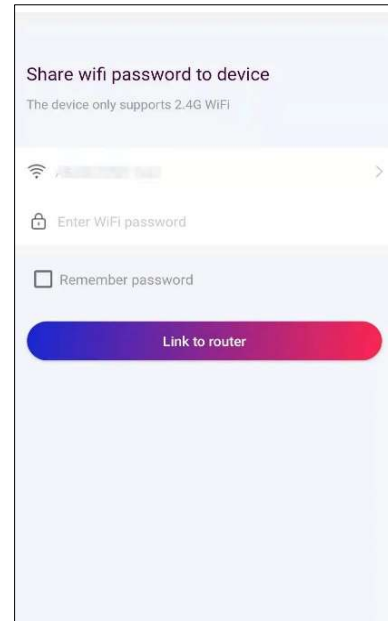 Share wifi password to device
The device only supports 2.4G WiFi
Enter WiFi password
Remember password
Link to router